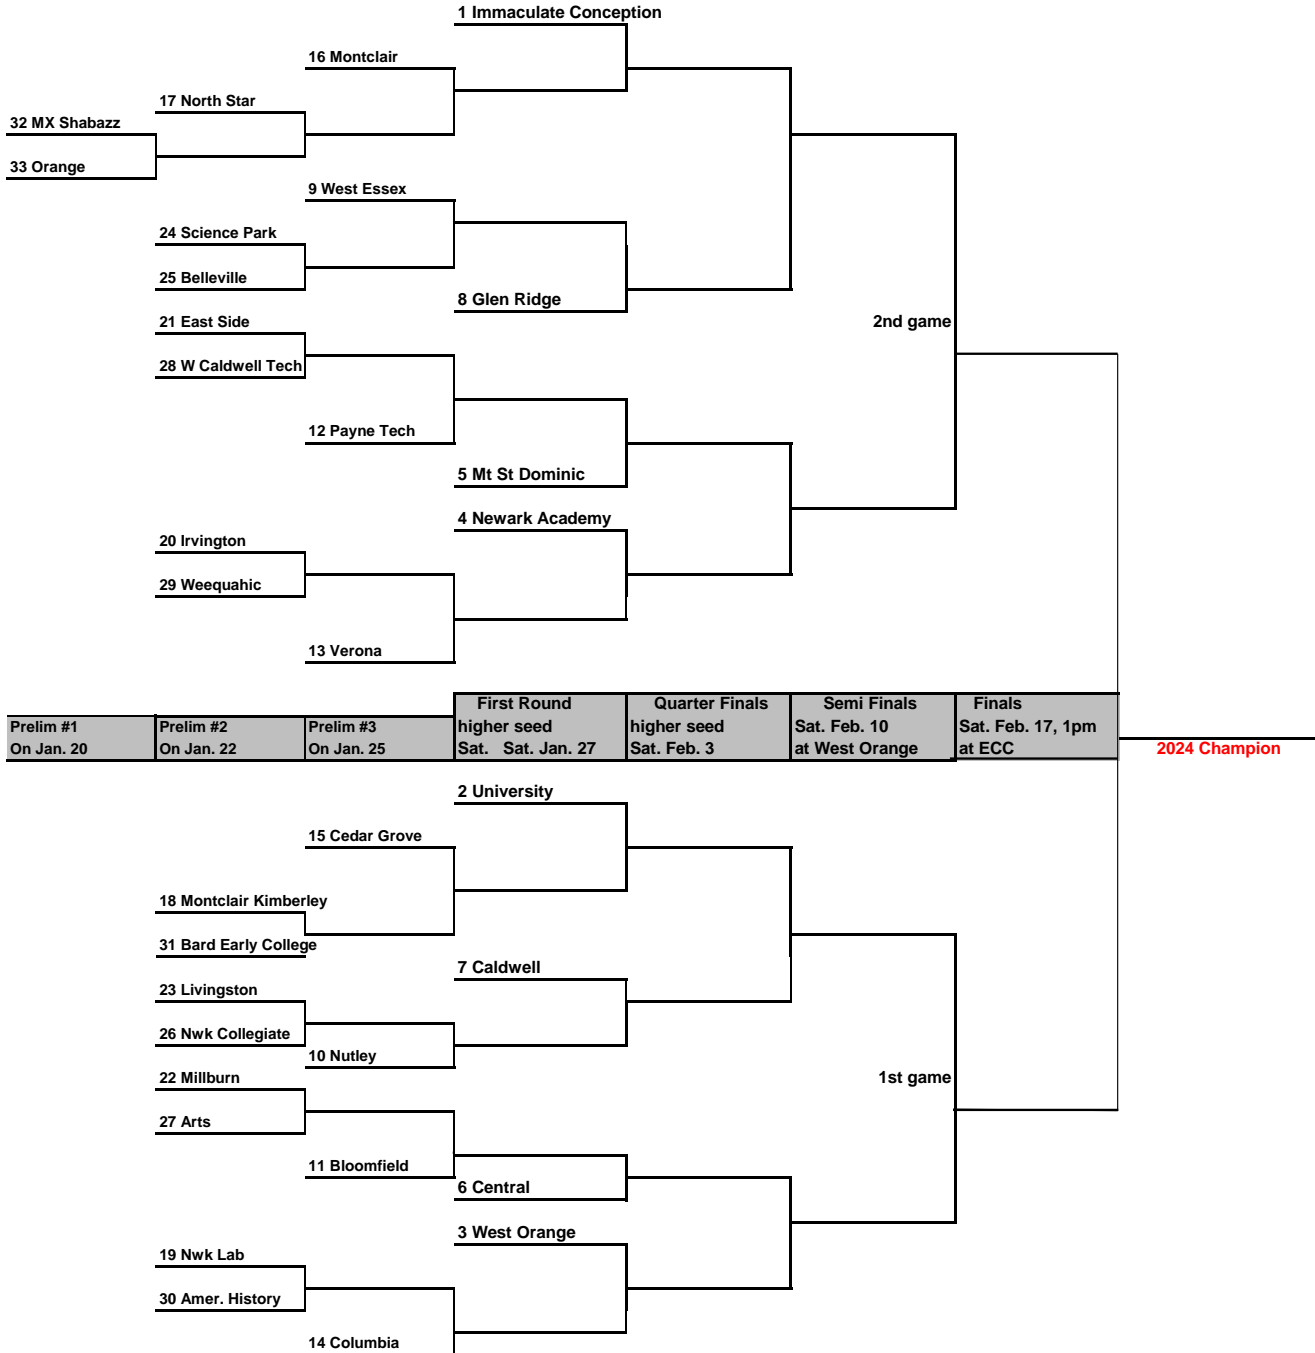 1 Immaculate Conception
16 Montclair
17 North Star
32 MX Shabazz
33 Orange
9 West Essex
24 Science Park
25 Belleville
8 Glen Ridge
21 East Side
2nd game
28 W Caldwell Tech
12 Payne Tech
5 Mt St Dominic
4 Newark Academy
20 Irvington
29 Weequahic
13 Verona
First Round Quarter Finals Semi Finals Finals
Prelim #1 Prelim #2 Prelim #3 higher seed higher seed Sat. Feb. 10 Sat. Feb. 17, 1pm
On Jan. 20 On Jan. 22 On Jan. 25 Sat. Sat. Jan. 27 Sat. Feb. 3 at West Orange at ECC 2024 Champion
2 University
15 Cedar Grove
18 Montclair Kimberley
31 Bard Early College
7 Caldwell
23 Livingston
26 Nwk Collegiate
10 Nutley
22 Millburn
1st game
27 Arts
11 Bloomfield
6 Central
3 West Orange
19 Nwk Lab
30 Amer. History
14 Columbia